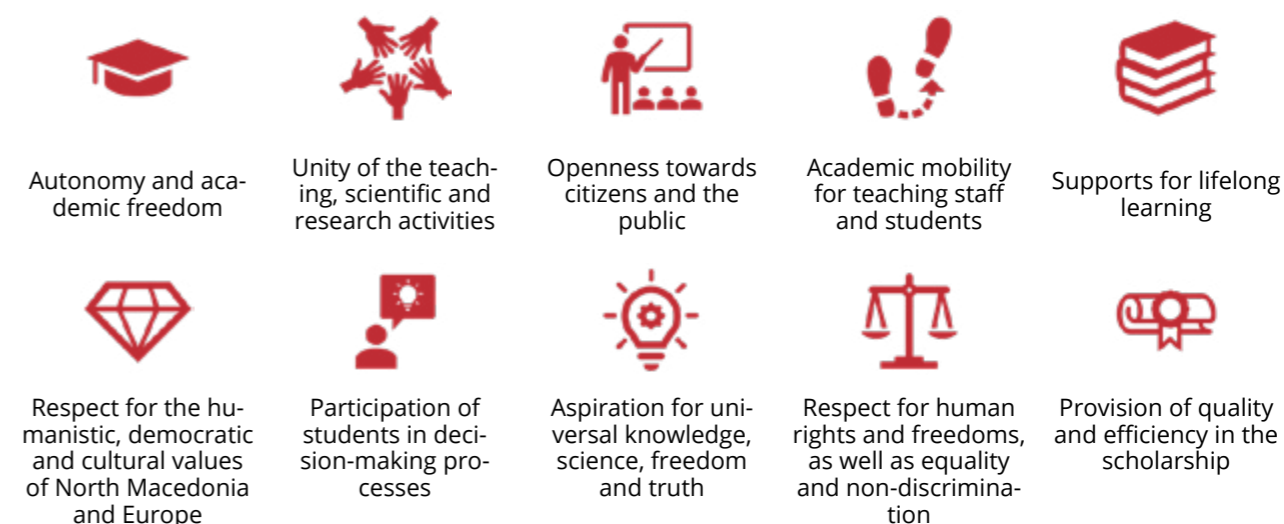 Autonomy and aca-
demic freedom
Unity of the teach-
ing, scientific and
research activities
Openness towards
citizens and the
public
Academic mobility
for teaching staff
and students
Supports for lifelong
learning
Respect for the hu-
manistic, democratic
and cultural values
of North Macedonia
and Europe
Participation of
students in deci-
sion-making pro-
cesses
Aspiration for uni-
versal knowledge,
science, freedom
and truth
Respect for human
rights and freedoms,
as well as equality
and non-discrimina-
tion
Provision of quality
and efficiency in the
scholarship